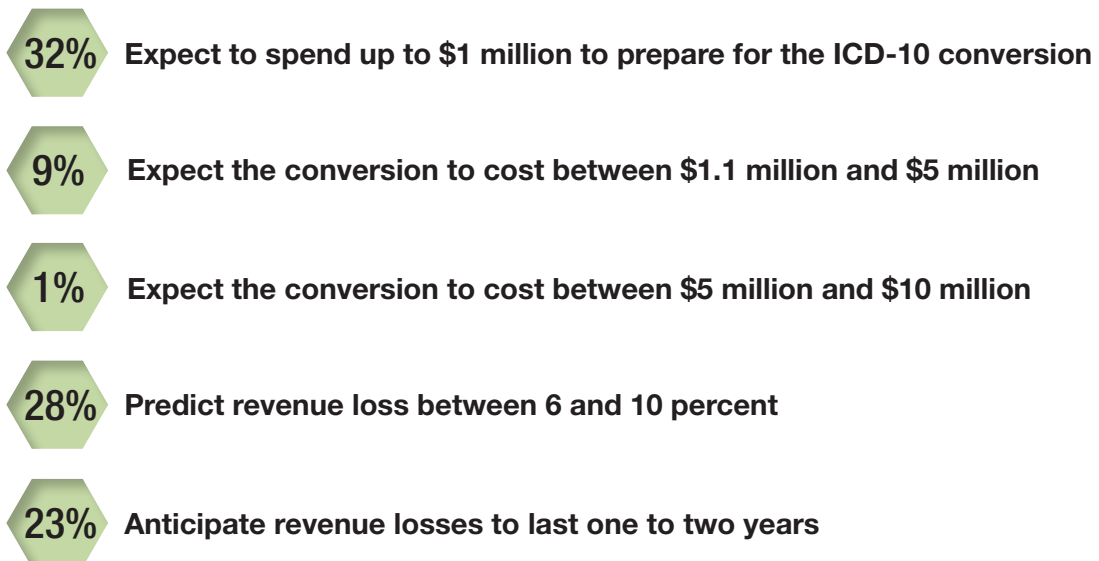 32% Expect to spend up to $1 million to prepare for the ICD-10 conversion
9% Expect the conversion to cost between $1.1 million and $5 million
1% Expect the conversion to cost between $5 million and $10 million
28% Predict revenue loss between 6 and 10 percent
23% Anticipate revenue losses to last one to two years